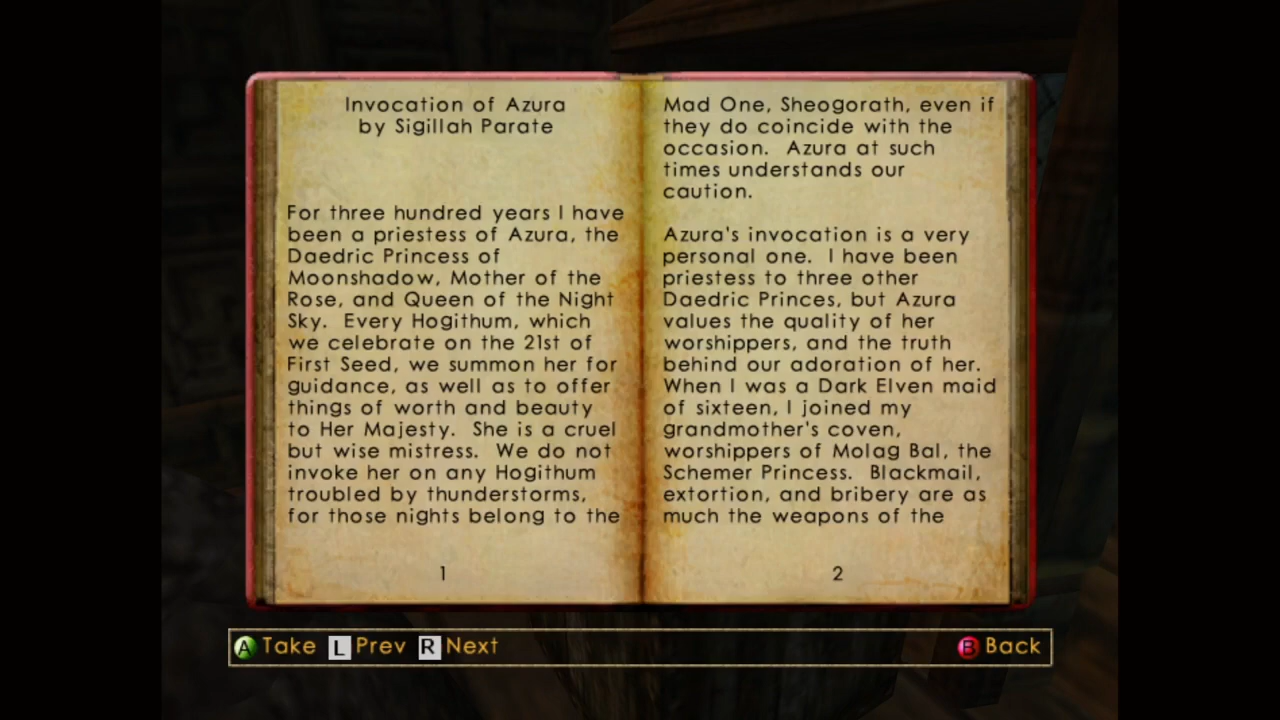 Invocation of Azura
by Sigillah Parate
For three hundred years I have
been a priestess of Azura, the
Daedric Princess of
Moonshadow, Mother of the
Rose, and Queen of the Night
Sky.  Every Hogithum, which
we celebrate on the 21st of
First Seed, we summon her for
guidance, as well as to offer
things of worth and beauty
to Her Majesty.  She is a cruel
but wise mistress.  We do not
invoke her on any Hogithum
troubled by thunderstorms,
for those nights belong to the
1
Mad One, Sheogorath, even if
they do coincide with the
occasion.  Azura at such
times understands our
caution.
Azura's invocation is a very
personal one.  I have been
priestess to three other
Daedric Princes, but Azura
values the quality of her
worshippers, and the truth
behind our adoration of her.
When I was a Dark Elven maid
of sixteen, I joined my
grandmother's coven,
worshippers of Molag Bal, the
Schemer Princess.  Blackmail,
extortion, and bribery are as
much the weapons of the
2
A Take L Prev R Next B Back